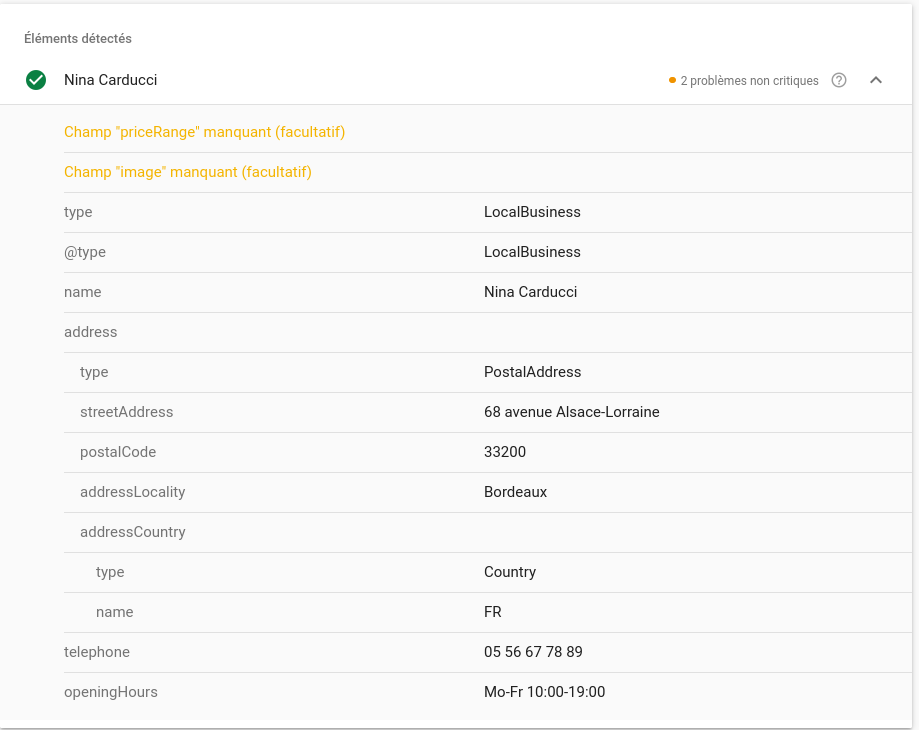 Éléments détectés
Nina Carducci 2 problèmes non critiques
Champ "priceRange" manquant (facultatif)
Champ "image" manquant (facultatif)
type LocalBusiness
@type LocalBusiness
name Nina Carducci
address
type PostalAddress
streetAddress 68 avenue Alsace-Lorraine
postalCode 33200
addressLocality Bordeaux
addressCountry
type Country
name FR
telephone 05 56 67 78 89
openingHours Mo-Fr 10:00-19:00